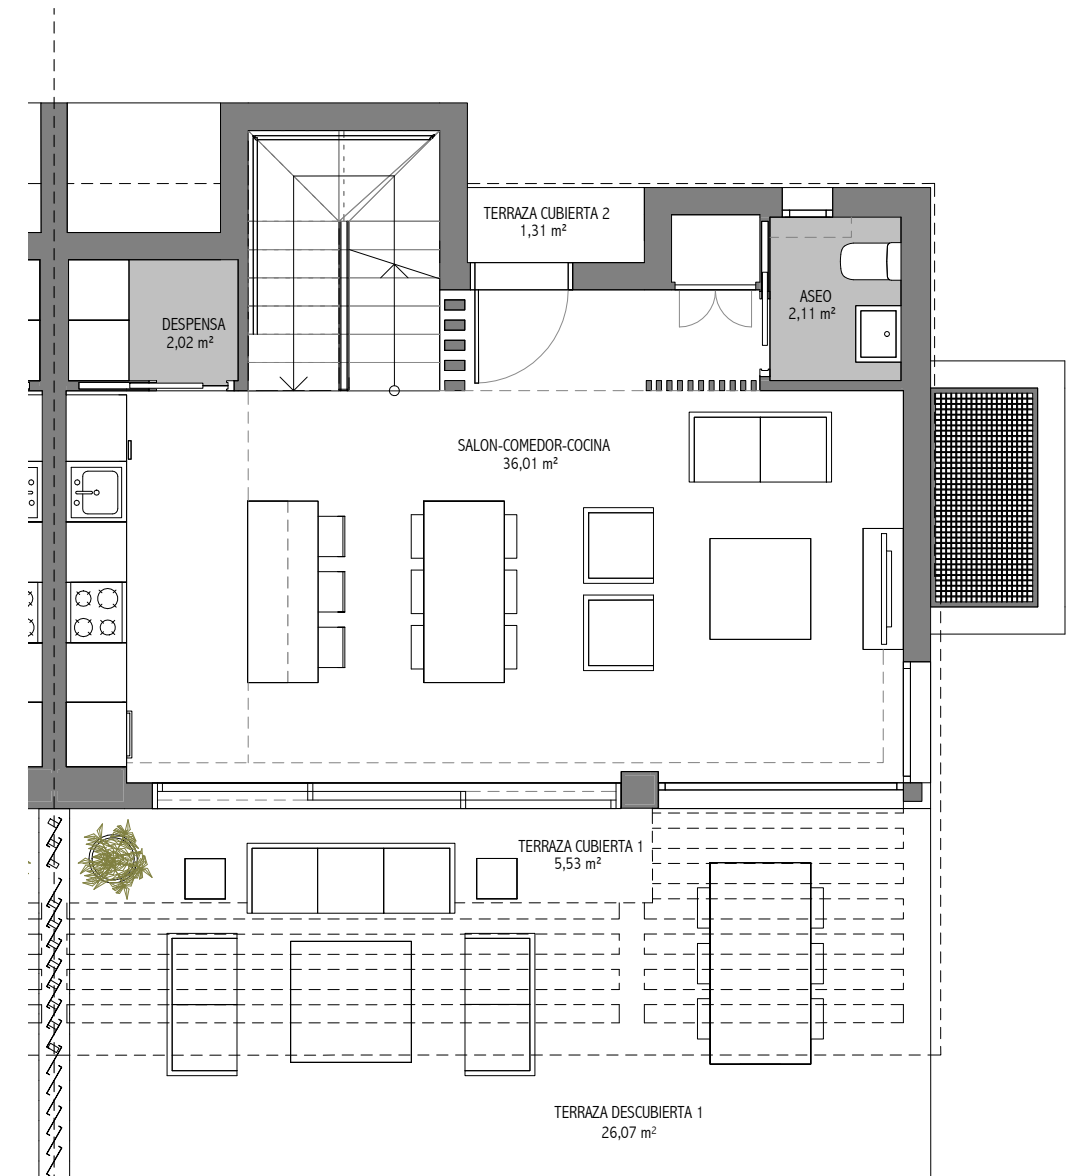 TERRAZA CUBIERTA 2
1,31 m²
ASEO
2,11 m²
DESPENSA
2,02 m²
SALON-COMEDOR-COCINA
36,01 m²
TERRAZA CUBIERTA 1
5,53 m²
TERRAZA DESCUBIERTA 1
26,07 m²